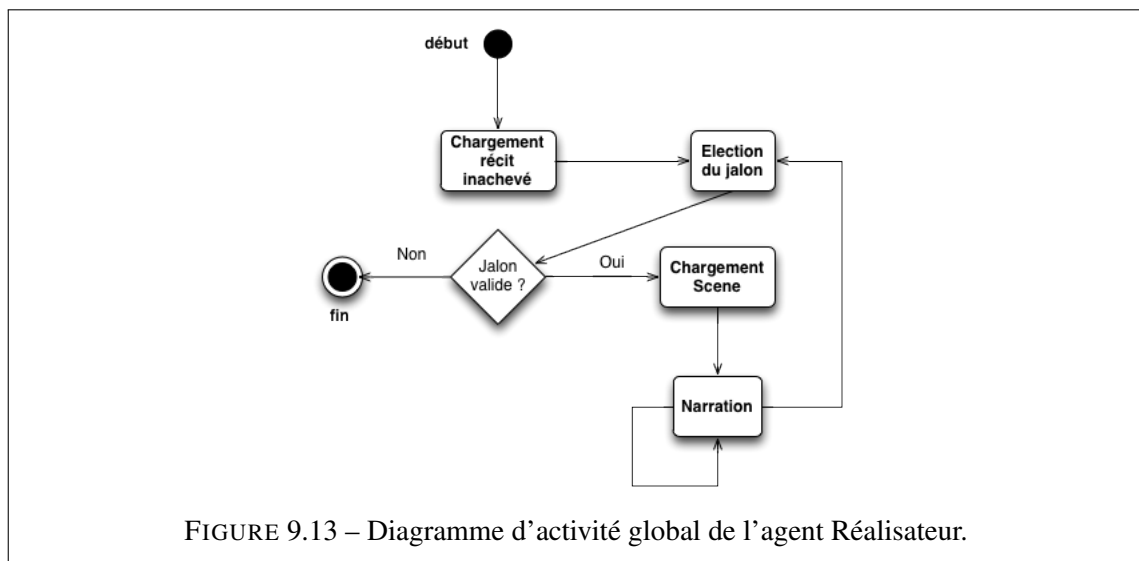 début
Chargement
récit
inachevé
Election
du jalon
Non
Jalon
valide ?
Oui
Chargement
Scene
fin
Narration
FIGURE 9.13 – Diagramme d'activité global de l'agent Réalisateur.